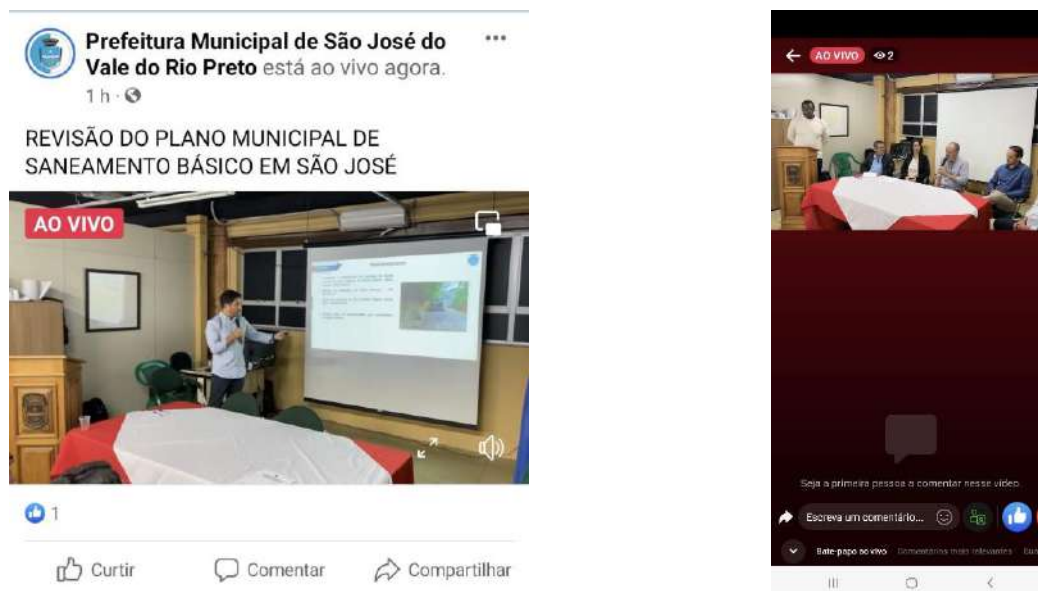 Prefeitura Municipal de São José do
Vale do Rio Preto está ao vivo agora.
1 h
REVISÃO DO PLANO MUNICIPAL DE
SANEAMENTO BÁSICO EM SÃO JOSÉ
AO VIVO
1
Curtir
Comentar
Compartilhar
AO VIVO
2
Seja a primeira pessoa a comentar nesse vídeo.
Escreva um comentário...
Bate-papo ao vivo
Comentários mais relevantes